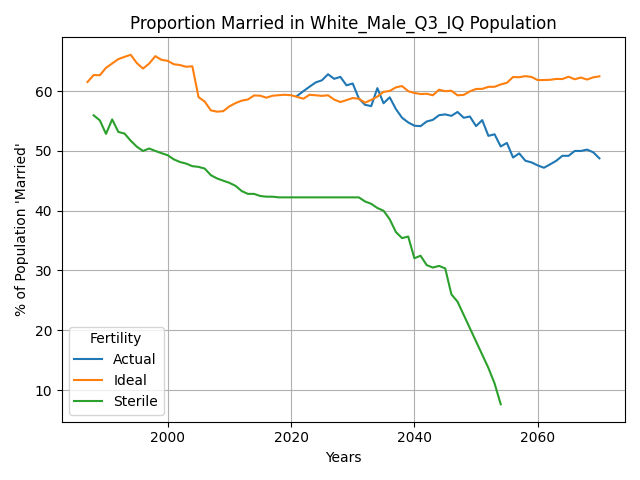 Proportion Married in White_Male_Q3_IQ Population
% of Population 'Married'
60
50
40
30
20
10
Fertility
Actual
Ideal
Sterile
2000 2020 2040 2060
Years